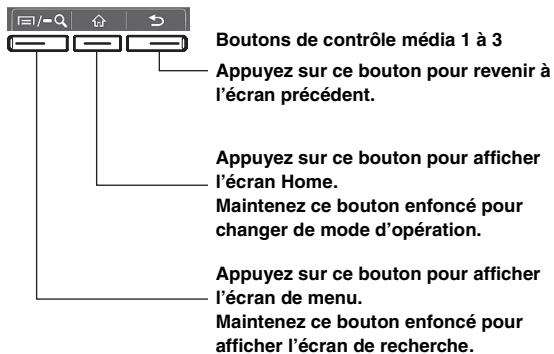 Boutons de contrôle média 1 à 3
Appuyez sur ce bouton pour revenir à
l'écran précédent.
Appuyez sur ce bouton pour afficher
l'écran Home.
Maintenez ce bouton enfoncé pour
changer de mode d'opération.
Appuyez sur ce bouton pour afficher
l'écran de menu.
Maintenez ce bouton enfoncé pour
afficher l'écran de recherche.